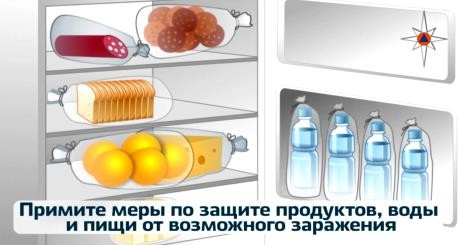 Примите меры по защите продуктов, воды
и пищи от возможного заражения